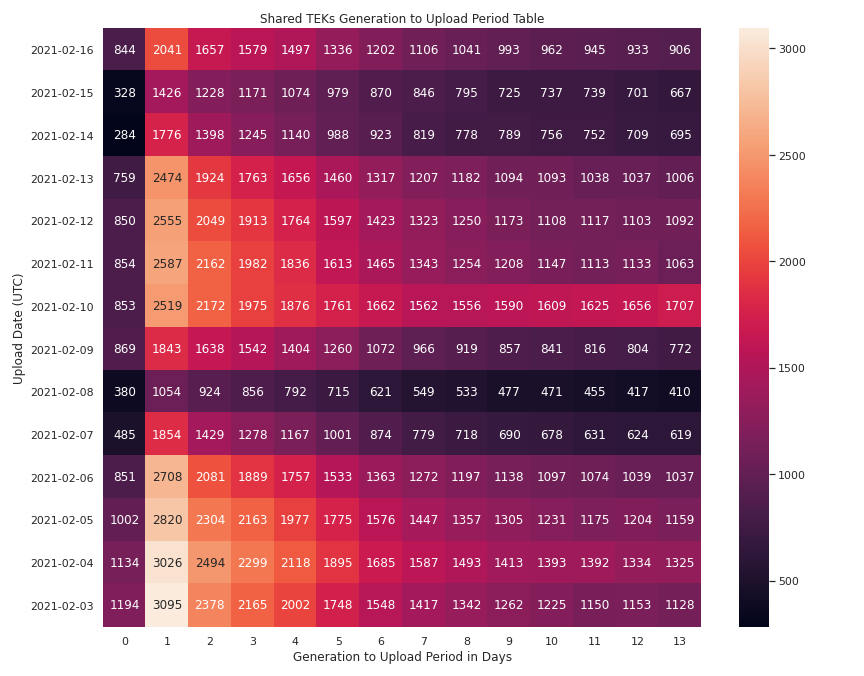 Shared TEKs Generation to Upload Period Table
Upload Date (UTC)
2021-02-16 844 2041 1657 1579 1497 1336 1202 1106 1041 993 962 945 933 906
2021-02-15 328 1426 1228 1171 1074 979 870 846 795 725 737 739 701 667
2021-02-14 284 1776 1398 1245 1140 988 923 819 778 789 756 752 709 695
2021-02-13 759 2474 1924 1763 1656 1460 1317 1207 1182 1094 1093 1038 1037 1006
2021-02-12 850 2555 2049 1913 1764 1597 1423 1323 1250 1173 1108 1117 1103 1092
2021-02-11 854 2587 2162 1982 1836 1613 1465 1343 1254 1208 1147 1113 1133 1063
2021-02-10 853 2519 2172 1975 1876 1761 1662 1562 1556 1590 1609 1625 1656 1707
2021-02-09 869 1843 1638 1542 1404 1260 1072 966 919 857 841 816 804 772
2021-02-08 380 1054 924 856 792 715 621 549 533 477 471 455 417 410
2021-02-07 485 1854 1429 1278 1167 1001 874 779 718 690 678 631 624 619
2021-02-06 851 2708 2081 1889 1757 1533 1363 1272 1197 1138 1097 1074 1039 1037
2021-02-05 1002 2820 2304 2163 1977 1775 1576 1447 1357 1305 1231 1175 1204 1159
2021-02-04 1134 3026 2494 2299 2118 1895 1685 1587 1493 1413 1393 1392 1334 1325
2021-02-03 1194 3095 2378 2165 2002 1748 1548 1417 1342 1262 1225 1150 1153 1128
0 1 2 3 4 5 6 7 8 9 10 11 12 13
Generation to Upload Period in Days
3000
2500
2000
1500
1000
500